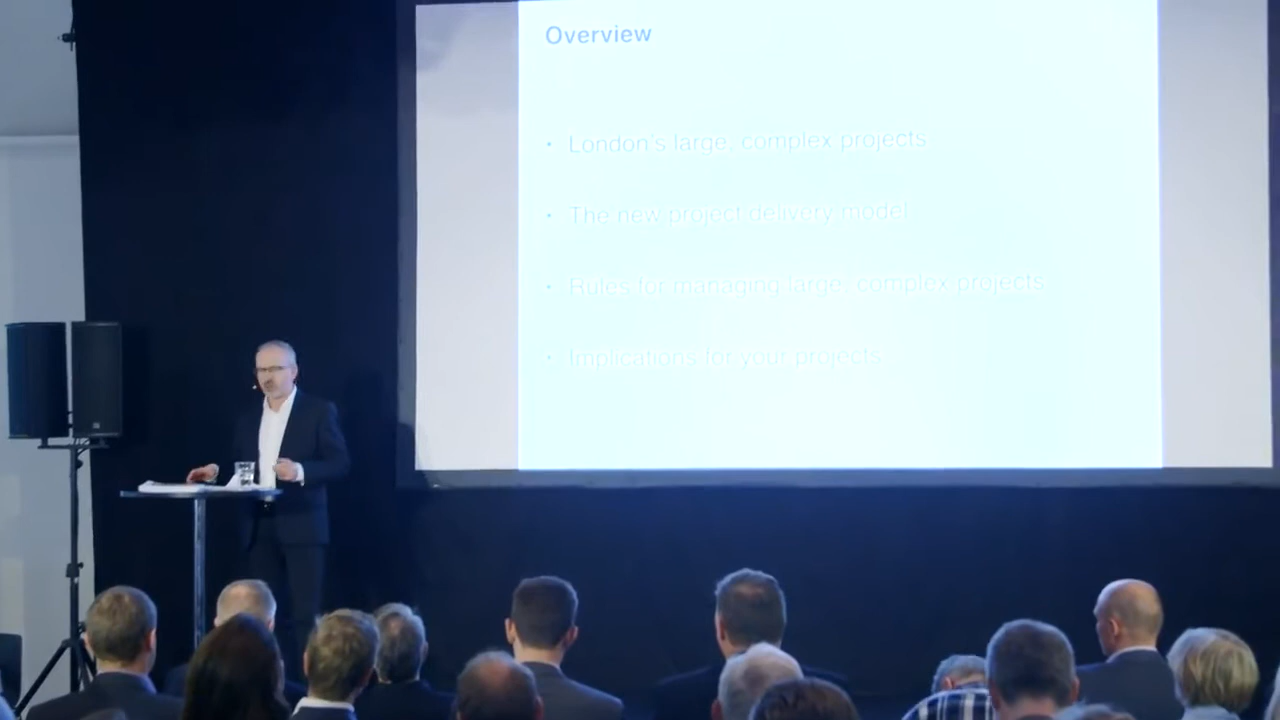 Overview
• London's large, complex projects
• The new project delivery model
• Rules for managing large, complex projects
• Implications for your projects